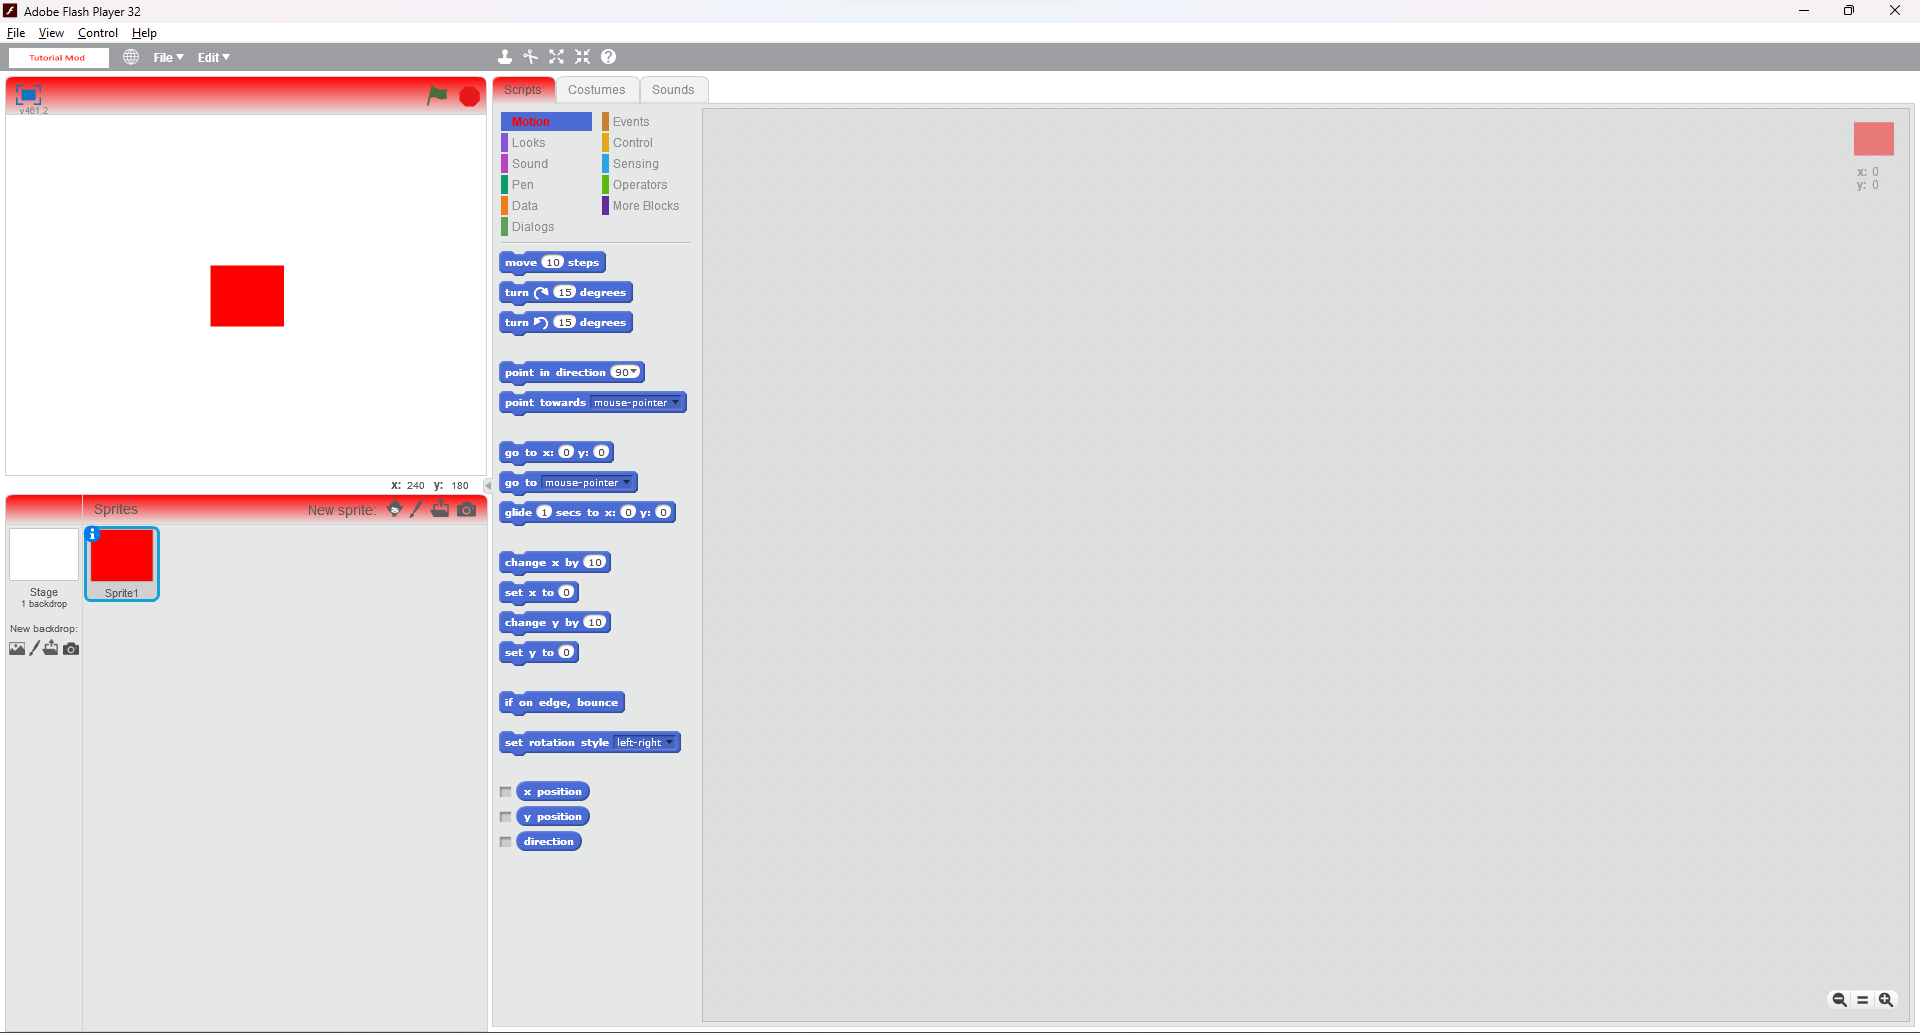 Adobe Flash Player 32
File View Control Help
Tutorial Mod File Edit
v461.2
x: 240 y: 180
Sprites New sprite:
Stage
1 backdrop
New backdrop:
Sprite1
Scripts Costumes Sounds
Motion Events
Looks Control
Sound Sensing
Pen Operators
Data More Blocks
Dialogs
move 10 steps
turn 15 degrees
turn 15 degrees
point in direction 90
point towards mouse-pointer
go to x: 0 y: 0
go to mouse-pointer
glide 1 secs to x: 0 y: 0
change x by 10
set x to 0
change y by 10
set y to 0
if on edge, bounce
set rotation style left-right
x position
y position
direction
x: 0
y: 0